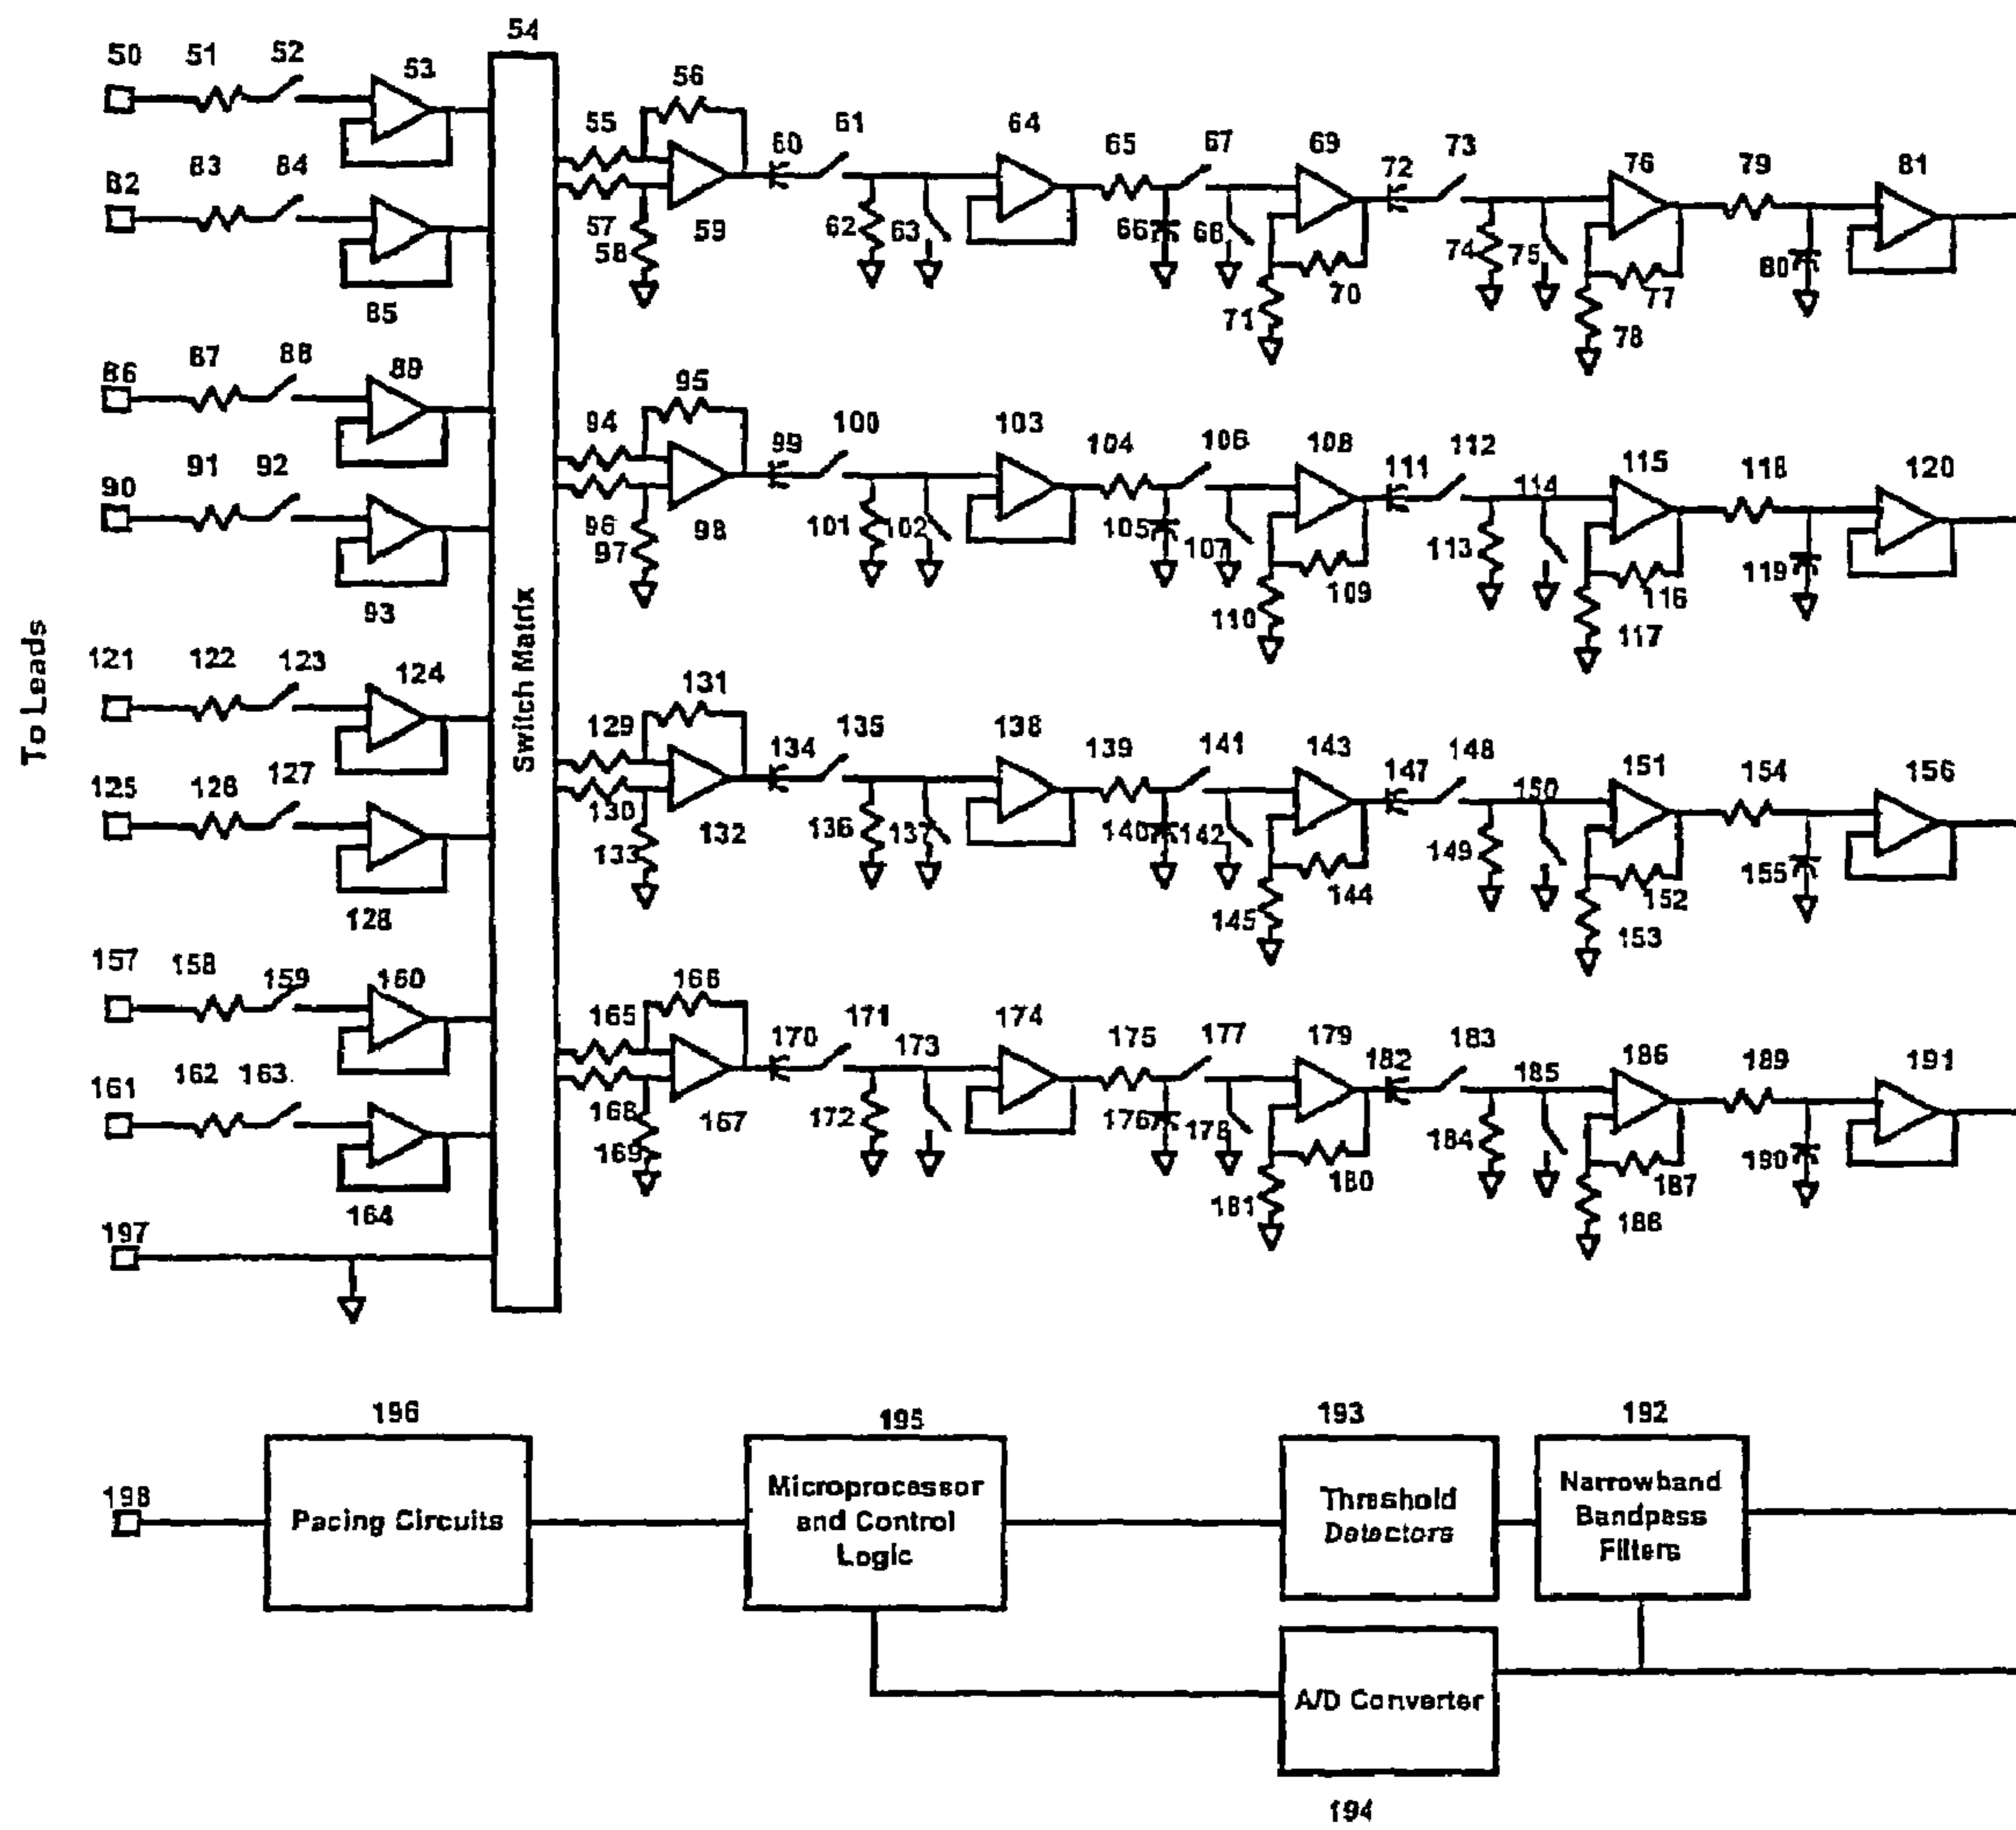 54
50 51 52 53
56
55 60 61 64 65 67 69 72 73 76 79 81
82 83 84
57 58 59 62 63 66 68 70 71 74 75 77 78 80
85
86 87 88 89
95
94 99 100 103 104 106 108 111 112 114 115 118 120
90 91 92
96 97 98 101 102 105 107 109 110 113 116 117 119
93
To Leads
Switch Matrix
121 122 123 124
131
129 134 135 138 139 141 143 147 148 150 151 154 156
125 126 127
130 133 132 136 137 140 142 144 145 149 152 153 155
128
157 158 159 160
166
165 170 171 173 174 175 177 179 182 183 185 186 189 191
161 162 163
168 169 167 172 176 178 180 181 184 187 188 190
164
197
196 195 193 192
198
Pacing Circuits
Microprocessor
and Control
Logic
Threshold
Detectors
Narrowband
Bandpass
Filters
A/D Converter
194